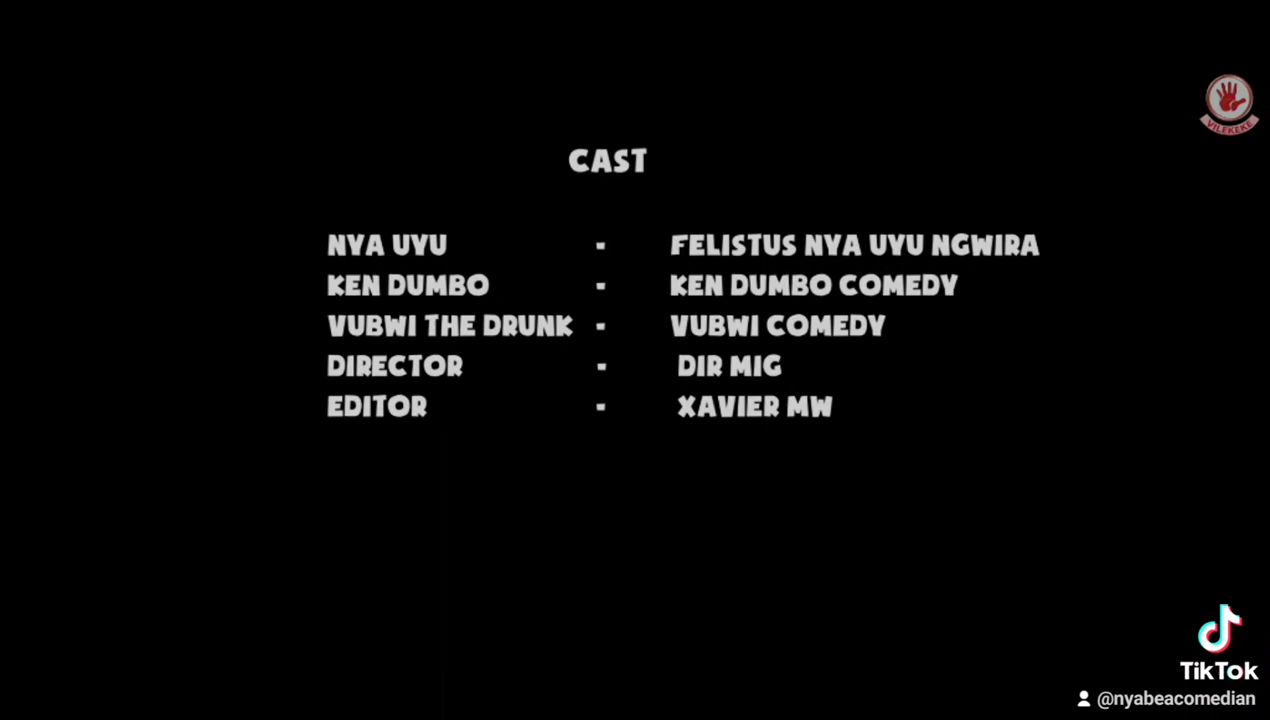 CAST
NYA UYU - FELISTUS NYA UYU NGWIRA
KEN DUMBO - KEN DUMBO COMEDY
VUBWI THE DRUNK - VUBWI COMEDY
DIRECTOR - DIR MIG
EDITOR - XAVIER MW
VILEKEKE
TikTok
@nyabeacomedian